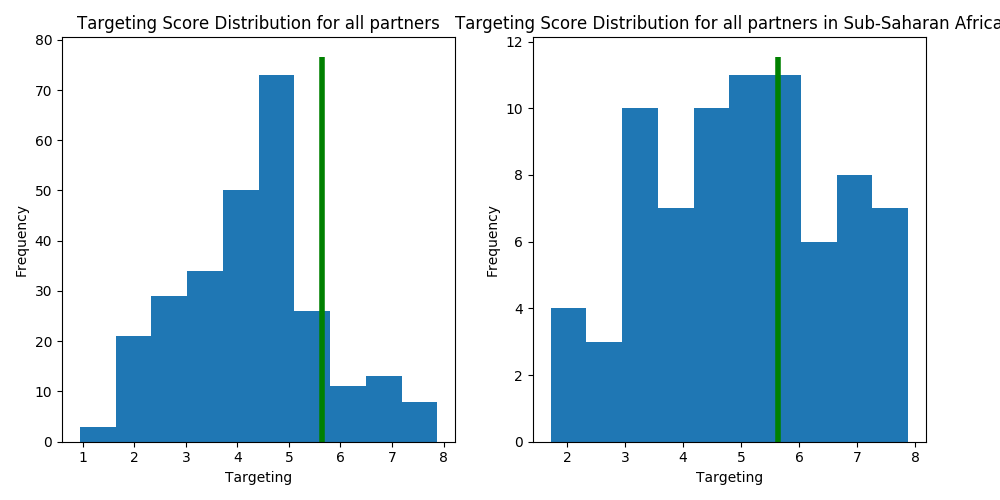 Targeting Score Distribution for all partners
80
70
60
50
40
30
20
10
0
Frequency
1 2 3 4 5 6 7 8
Targeting
Targeting Score Distribution for all partners in Sub-Saharan Africa
12
10
8
6
4
2
0
Frequency
2 3 4 5 6 7 8
Targeting